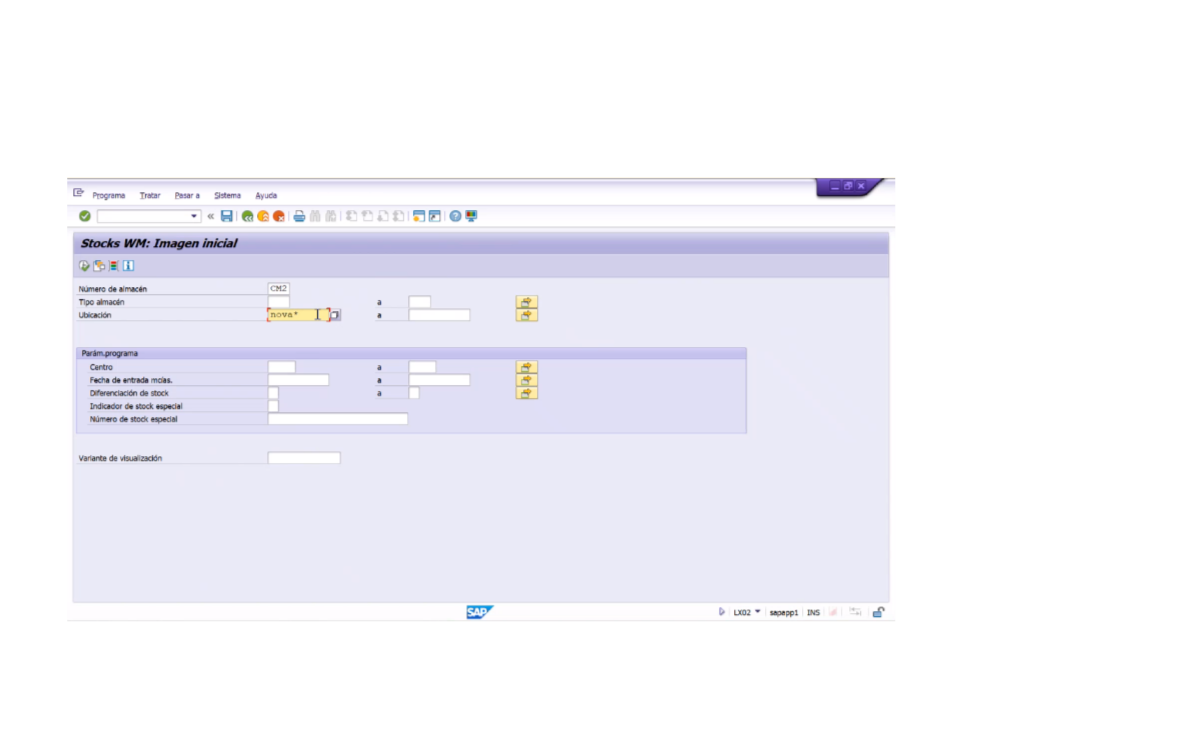 Programa Tratar Pasar a Sistema Ayuda
Stocks WM: Imagen inicial
Número de almacén CM2
Tipo almacén a
Ubicación nova* a
Parám.programa
Centro a
Fecha de entrada mcías. a
Diferenciación de stock a
Indicador de stock especial
Número de stock especial
Variante de visualización
SAP LX02 sapepp1 INS